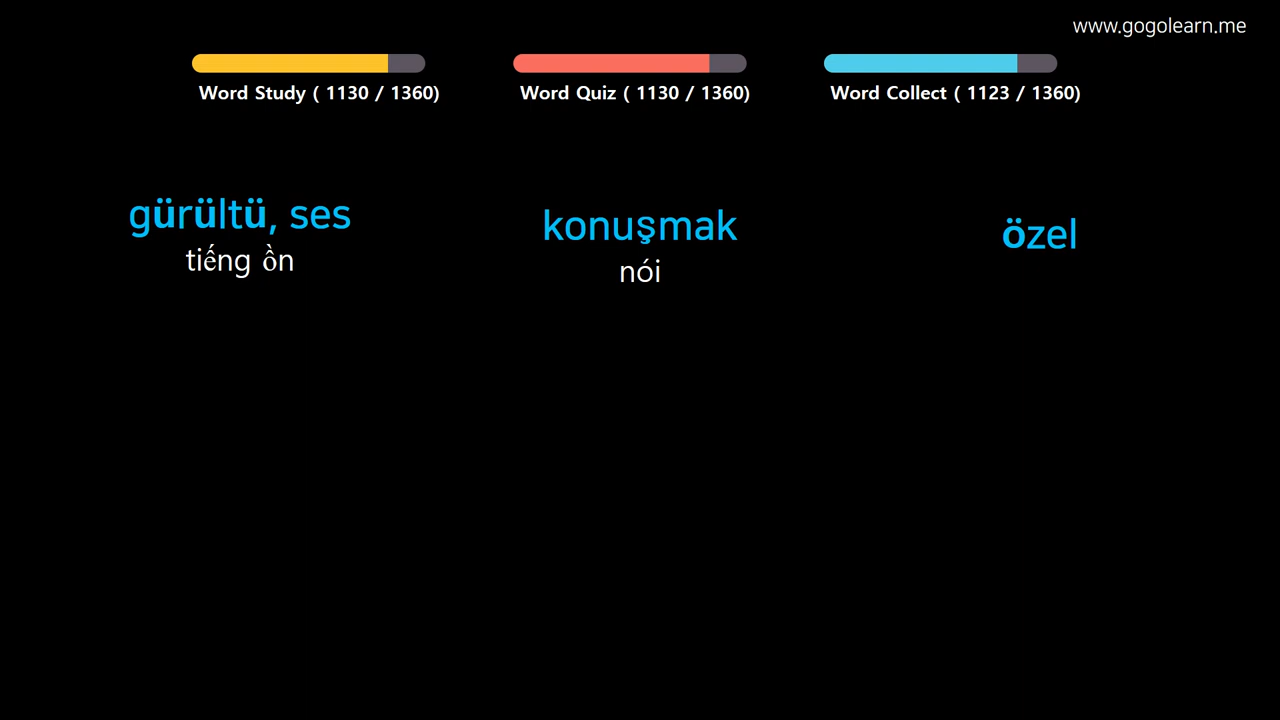 www.gogolearn.me
Word Study ( 1130 / 1360)
Word Quiz ( 1130 / 1360)
Word Collect ( 1123 / 1360)
gürültü, ses
tiếng ồn
konuşmak
nói
özel